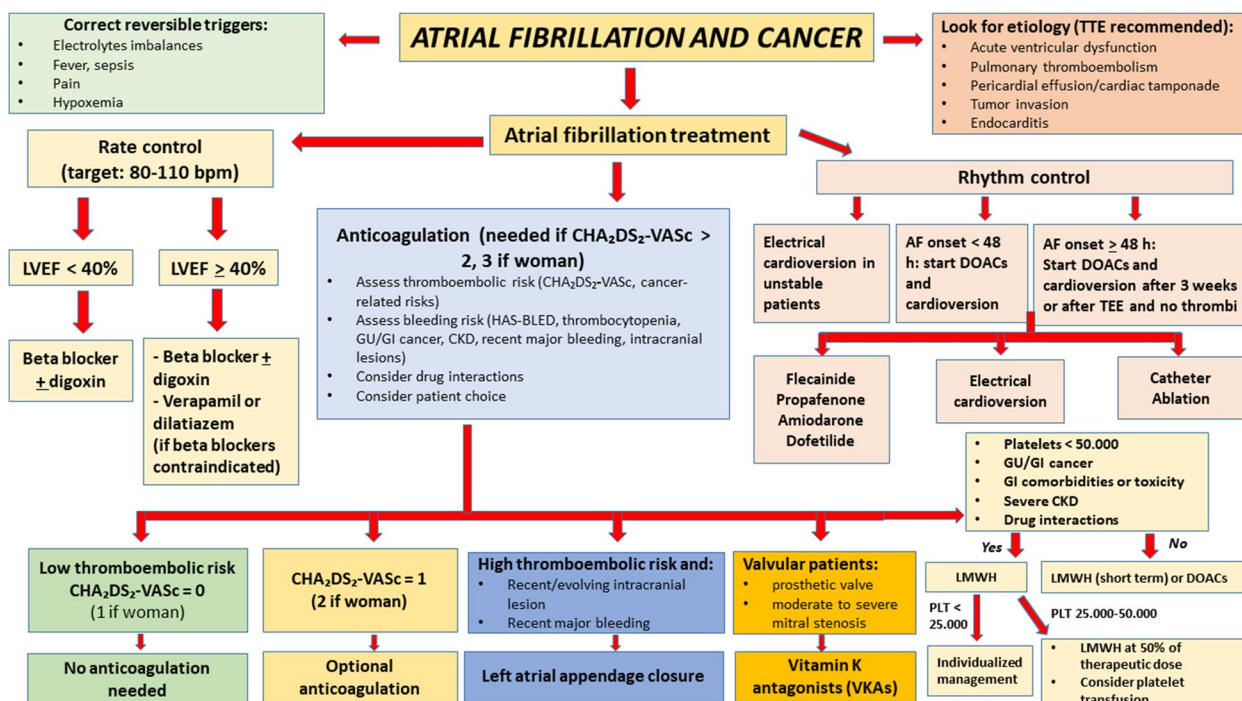 ATRIAL FIBRILLATION AND CANCER
Correct reversible triggers:
• Electrolytes imbalances
• Fever, sepsis
• Pain
• Hypoxemia
Look for etiology (TTE recommended):
• Acute ventricular dysfunction
• Pulmonary thromboembolism
• Pericardial effusion/cardiac tamponade
• Tumor invasion
• Endocarditis
Atrial fibrillation treatment
Rate control
(target: 80-110 bpm)
LVEF < 40%
LVEF ≥ 40%
Beta blocker
± digoxin
- Beta blocker ±
digoxin
- Verapamil or
dilatiazem
(if beta blockers
contraindicated)
Anticoagulation (needed if CHA₂DS₂-VASc >
2, 3 if woman)
• Assess thromboembolic risk (CHA₂DS₂-VASc, cancer-
related risks)
• Assess bleeding risk (HAS-BLED, thrombocytopenia,
GU/GI cancer, CKD, recent major bleeding, intracranial
lesions)
• Consider drug interactions
• Consider patient choice
Rhythm control
Electrical
cardioversion in
unstable
patients
AF onset < 48
h: start DOACs
and
cardioversion
AF onset ≥ 48 h:
Start DOACs and
cardioversion after 3 weeks
or after TEE and no thrombi
Flecainide
Propafenone
Amiodarone
Dofetilide
Electrical
cardioversion
Catheter
Ablation
Low thromboembolic risk
CHA₂DS₂-VASc = 0
(1 if woman)
No anticoagulation
needed
CHA₂DS₂-VASc = 1
(2 if woman)
Optional
anticoagulation
High thromboembolic risk and:
• Recent/evolving intracranial
lesion
• Recent major bleeding
Left atrial appendage closure
Valvular patients:
• prosthetic valve
• moderate to severe
mitral stenosis
Vitamin K
antagonists (VKAs)
• Platelets < 50.000
• GU/GI cancer
• GI comorbidities or toxicity
• Severe CKD
• Drug interactions
Yes
No
LMWH
LMWH (short term) or DOACs
PLT <
25.000
PLT 25.000-50.000
Individualized
management
• LMWH at 50% of
therapeutic dose
• Consider platelet
transfusion